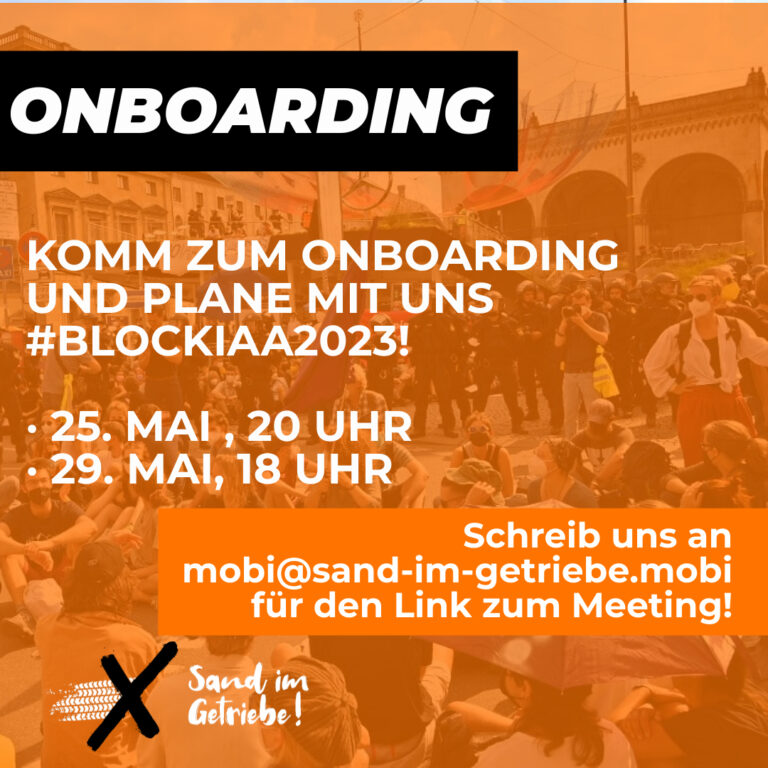 ONBOARDING
KOMM ZUM ONBOARDING
UND PLANE MIT UNS
#BLOCKIAA2023!
· 25. MAI , 20 UHR
· 29. MAI, 18 UHR
Schreib uns an
mobi@sand-im-getriebe.mobi
für den Link zum Meeting!
Sand im
Getriebe!